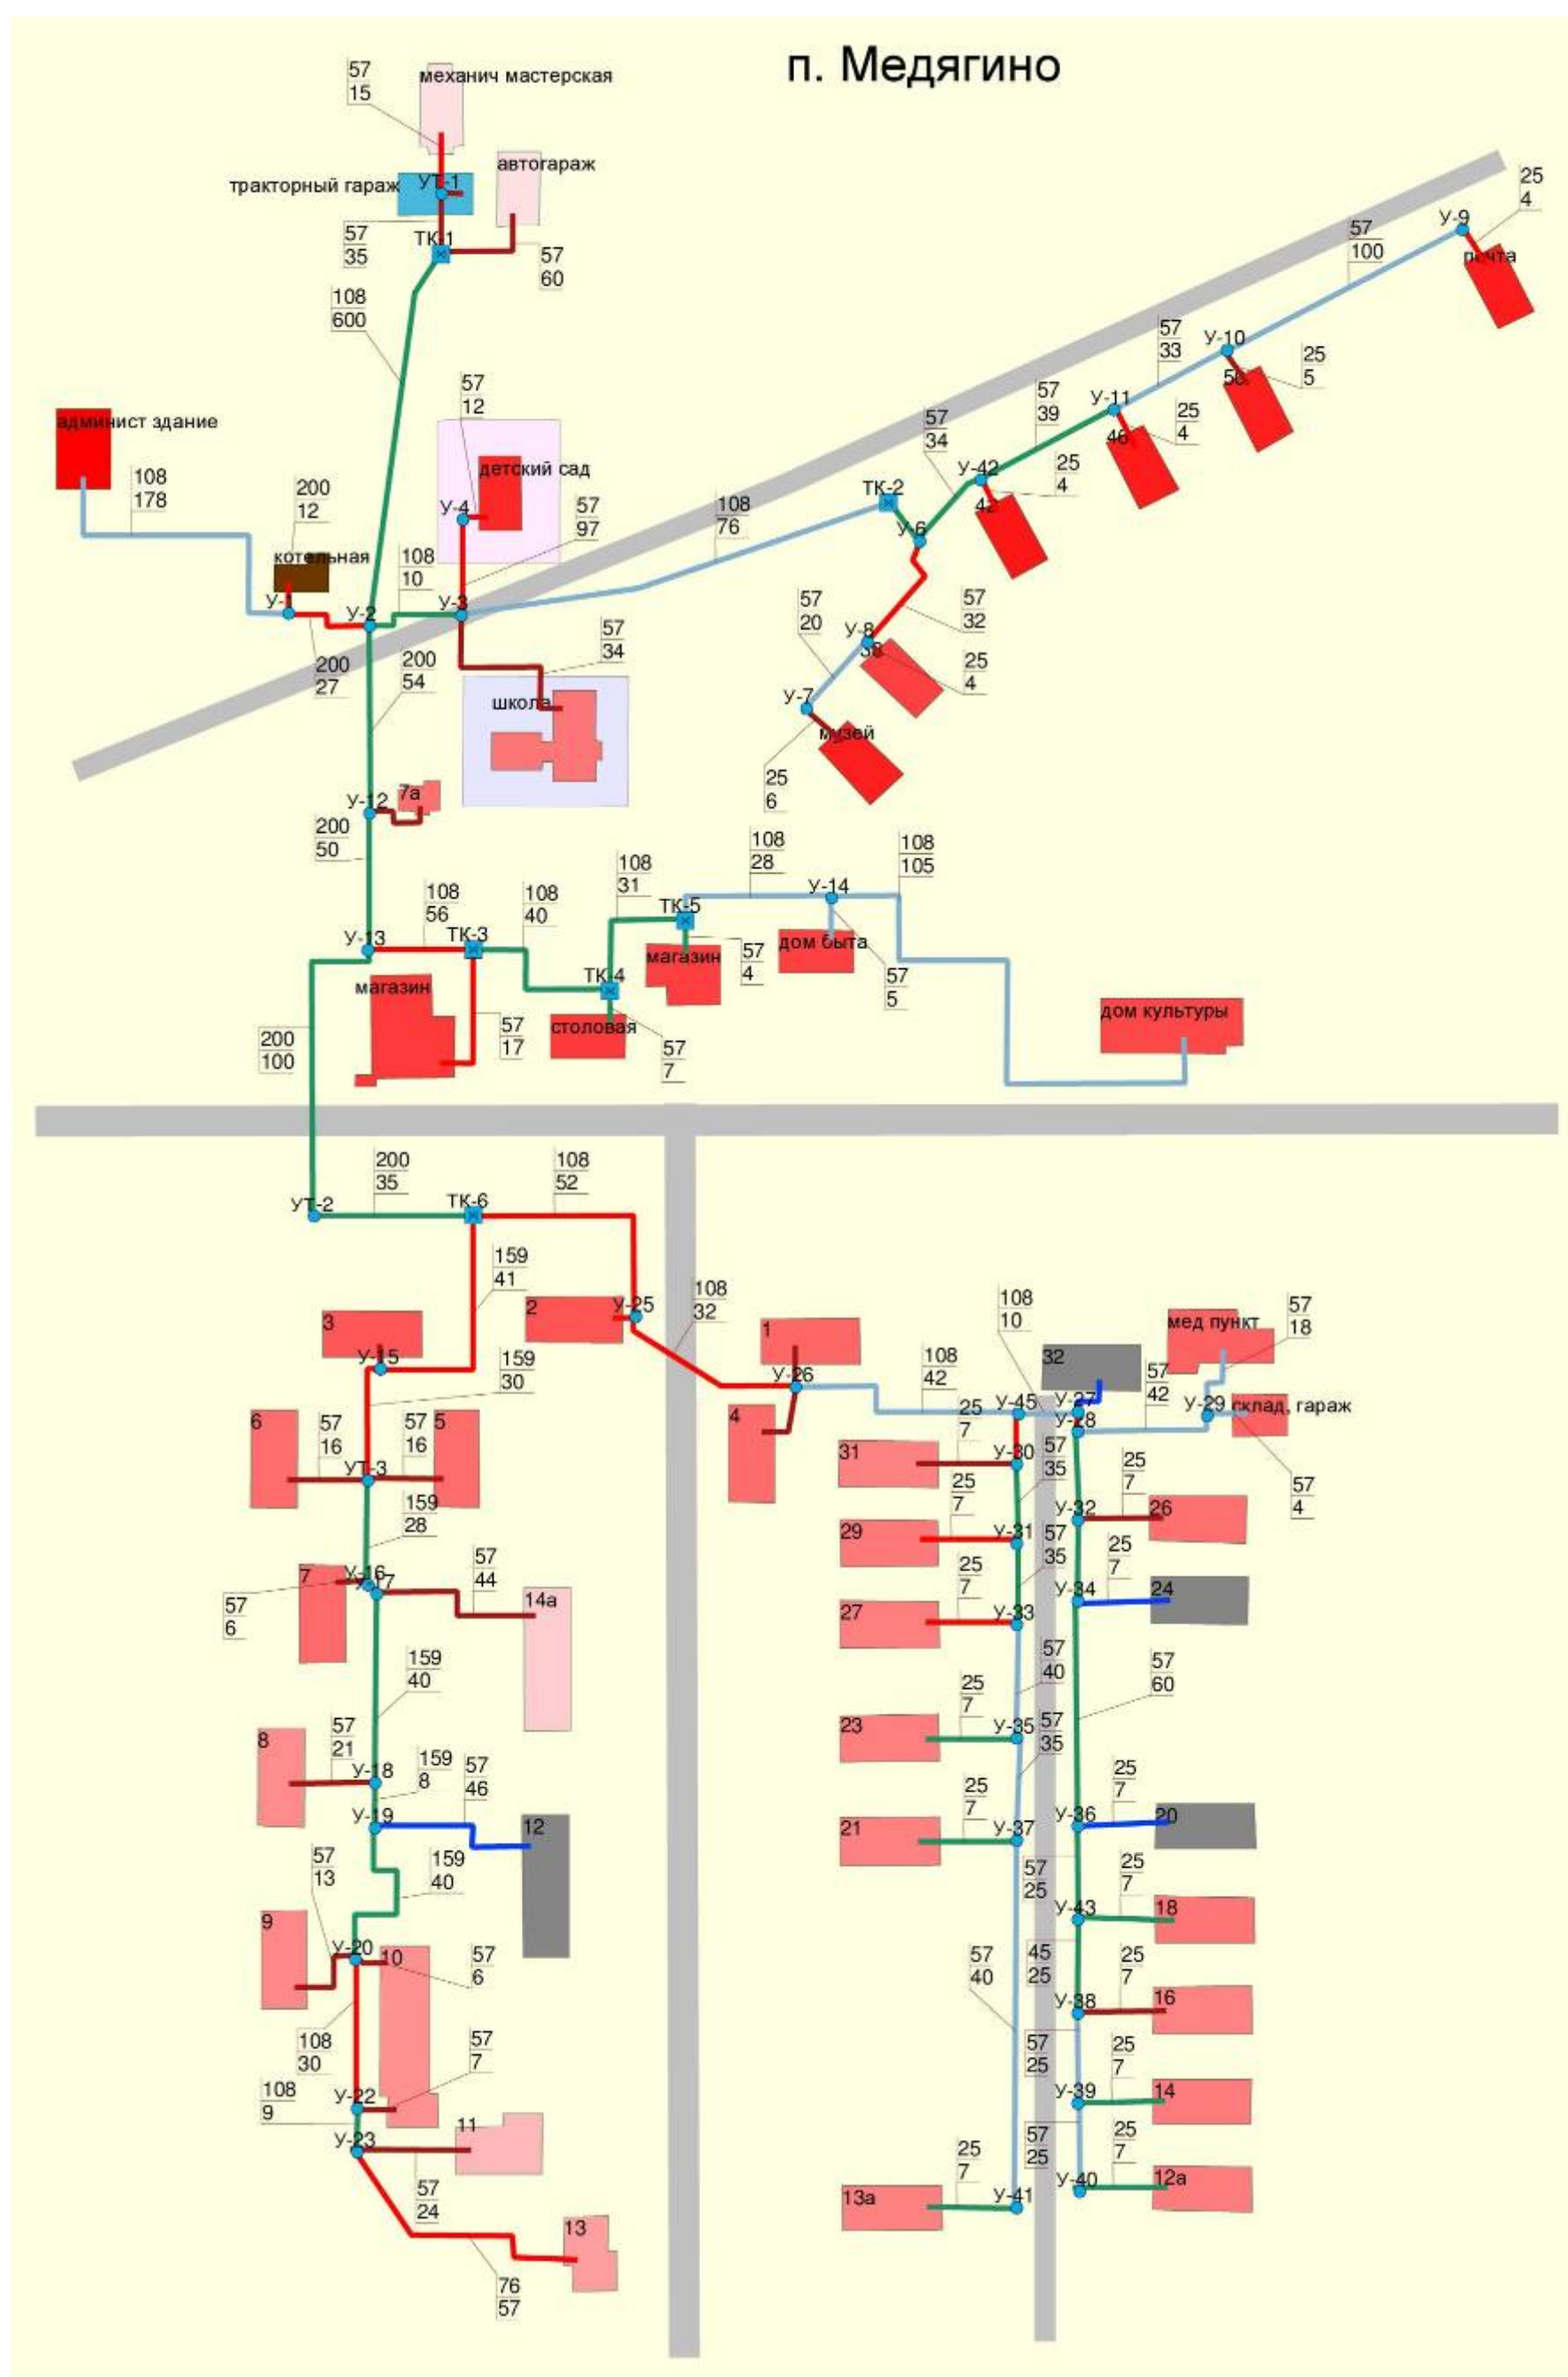 п. Медягино
57
15
механич мастерская
автогараж
тракторный гараж
УТ-1
57
35
ТК-1
57
60
108
600
25
4
У-9
почта
57
100
57
33
У-10
50
25
5
57
39
У-11
46
25
4
57
34
У-42
42
25
4
57
12
детский сад
У-4
57
97
админист здание
108
178
200
12
котельная
У-1
108
10
У-2
У-3
108
76
ТК-2
У-6
57
32
57
20
У-8
38
25
4
У-7
музей
25
6
200
27
200
54
57
34
школа
У-12
7а
200
50
108
56
108
40
108
31
108
28
108
105
У-13
ТК-3
ТК-4
ТК-5
У-14
магазин
57
17
столовая
57
7
магазин
57
4
дом быта
57
5
дом культуры
200
100
200
35
108
52
УТ-2
ТК-6
159
41
2
У-25
108
32
3
У-15
159
30
1
У-26
4
108
42
108
10
32
мед пункт
57
18
57
42
У-45
У-27
У-28
У-29
склад, гараж
57
4
6
57
16
57
16
5
УТ-3
159
28
31
25
7
У-30
57
35
29
25
7
У-31
57
35
27
25
7
У-33
57
40
У-32
25
7
26
У-34
25
7
24
57
60
7
У-16
57
6
57
44
14а
159
40
23
25
7
У-35
57
35
8
57
21
У-18
159
8
57
46
У-19
12
21
25
7
У-37
У-36
25
7
20
57
25
159
40
57
13
9
У-20
10
57
6
У-43
25
7
18
45
25
57
40
У-38
25
7
16
108
30
57
25
57
7
У-22
У-39
25
7
14
108
9
У-23
11
57
24
57
25
У-40
25
7
12а
13а
25
7
У-41
13
76
57